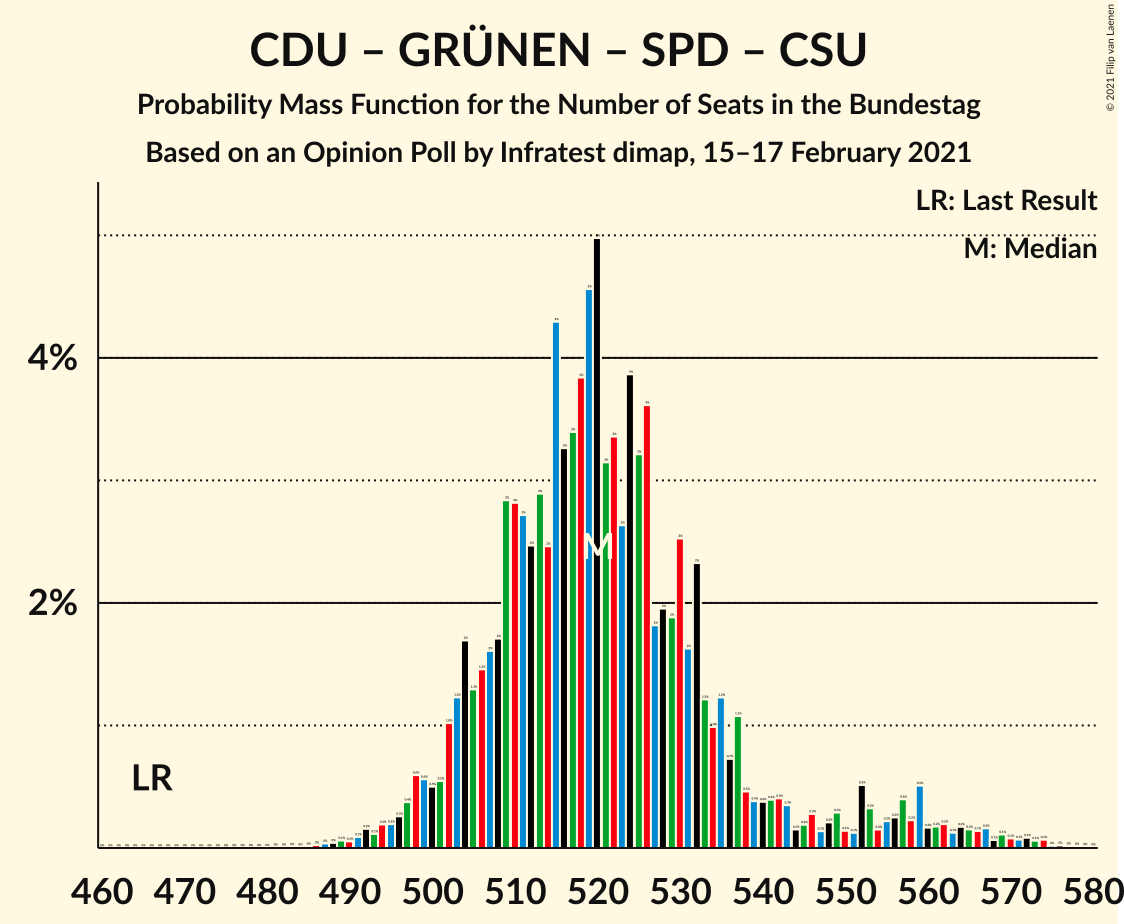 CDU – GRÜNEN – SPD – CSU
Probability Mass Function for the Number of Seats in the Bundestag
Based on an Opinion Poll by Infratest dimap, 15–17 February 2021
© 2021 Filip van Laenen
LR: Last Result
M: Median
4%
2%
M
LR
460 470 480 490 500 510 520 530 540 550 560 570 580